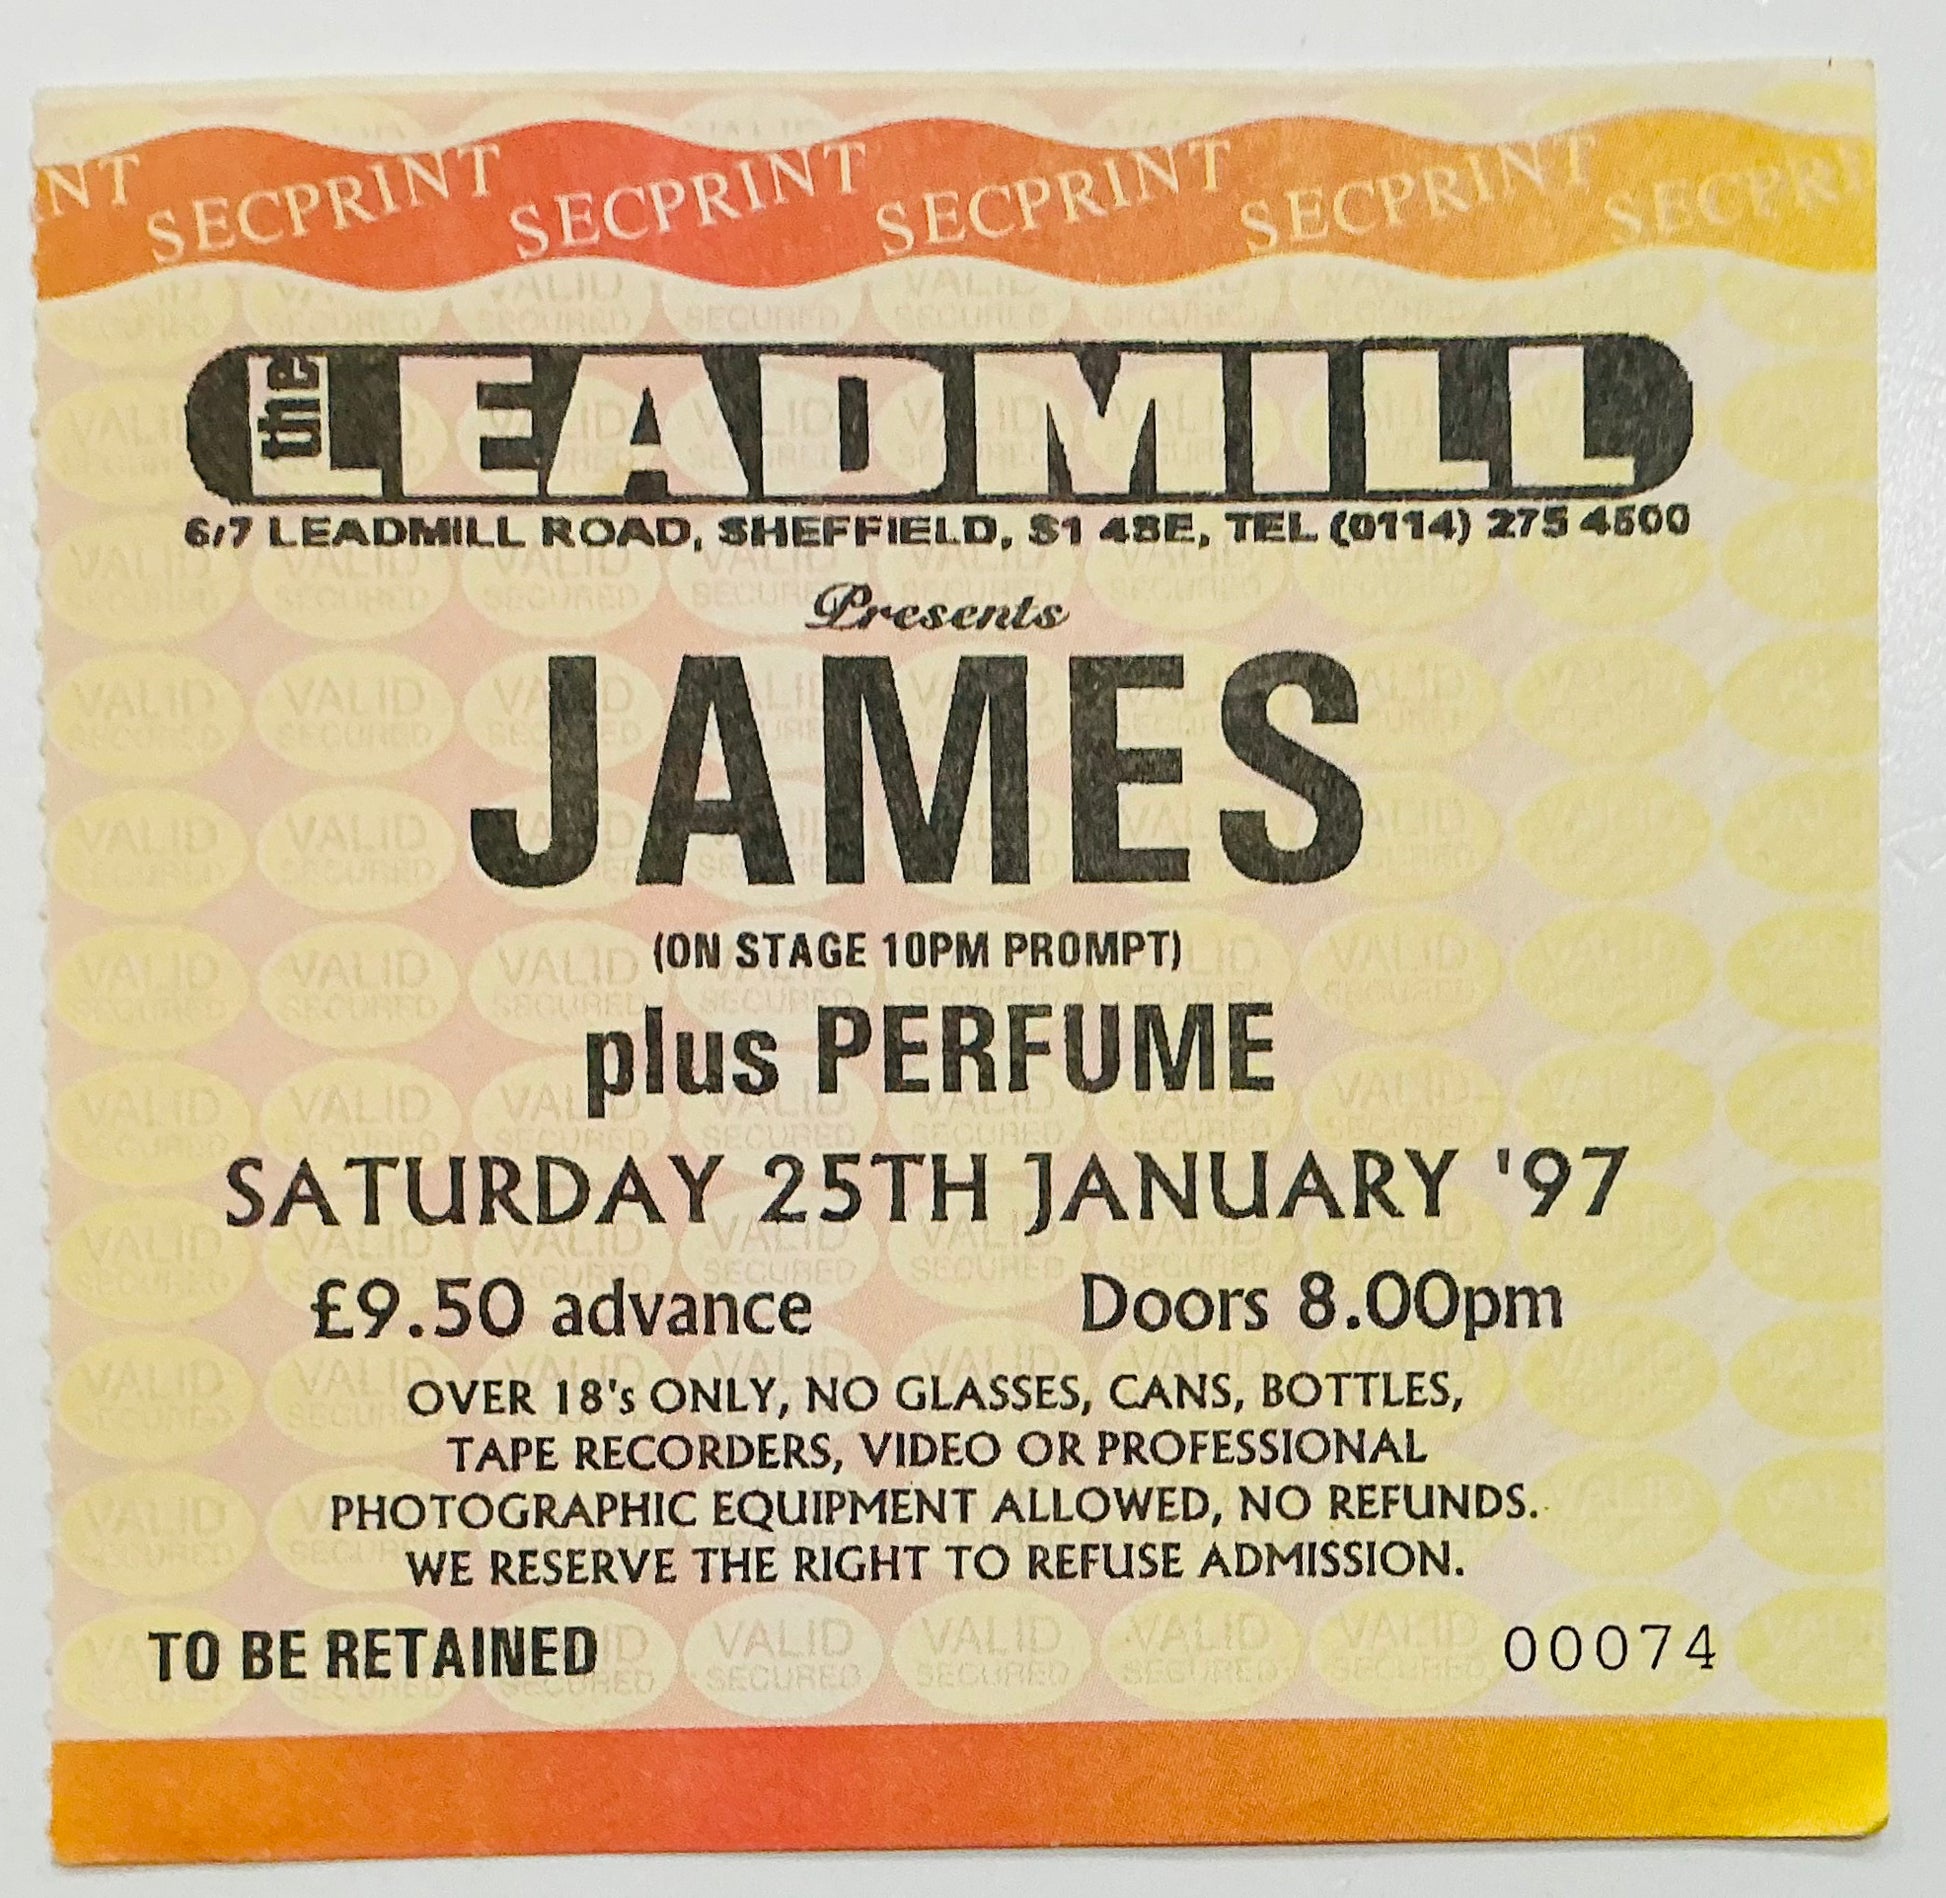 NT SECPRINT SECPRINT SECPRINT SECPRINT SECPRI
the LEADMILL
6/7 LEADMILL ROAD, SHEFFIELD, S1 4SE, TEL (0114) 275 4500
Presents
JAMES
(ON STAGE 10PM PROMPT)
plus PERFUME
SATURDAY 25TH JANUARY '97
£9.50 advance Doors 8.00pm
OVER 18's ONLY, NO GLASSES, CANS, BOTTLES,
TAPE RECORDERS, VIDEO OR PROFESSIONAL
PHOTOGRAPHIC EQUIPMENT ALLOWED, NO REFUNDS.
WE RESERVE THE RIGHT TO REFUSE ADMISSION.
TO BE RETAINED 00074